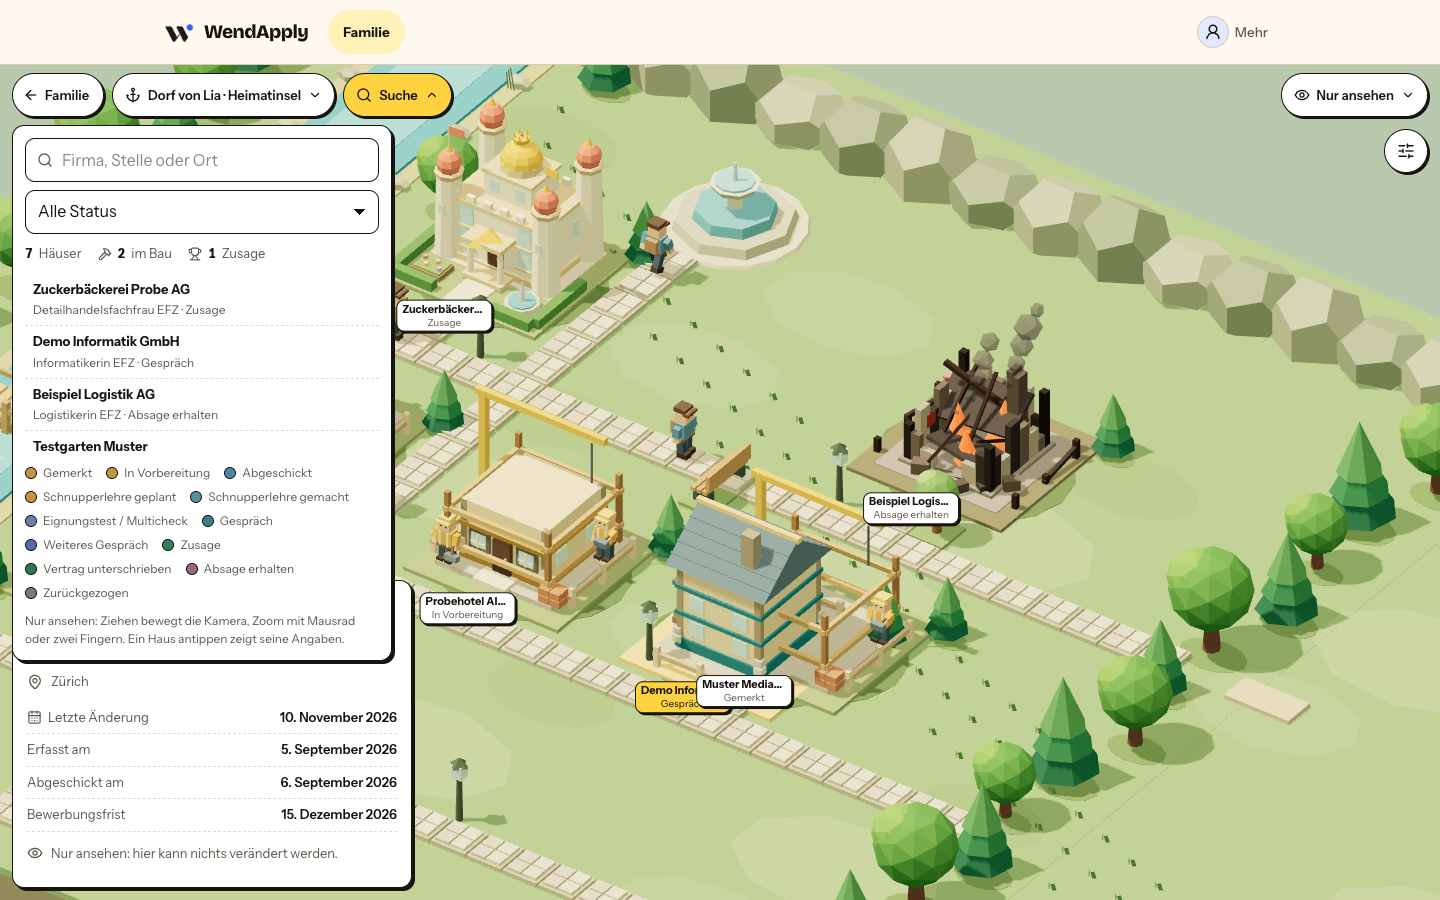 WendApply
Familie
Mehr
Familie
Dorf von Lia · Heimatinsel
Suche
Nur ansehen
Firma, Stelle oder Ort
Alle Status
7 Häuser 2 im Bau 1 Zusage
Zuckerbäckerei Probe AG
Detailhandelsfachfrau EFZ · Zusage
Demo Informatik GmbH
Informatikerin EFZ · Gespräch
Beispiel Logistik AG
Logistikerin EFZ · Absage erhalten
Testgarten Muster
Gemerkt In Vorbereitung Abgeschickt
Schnupperlehre geplant Schnupperlehre gemacht
Eignungstest / Multicheck Gespräch
Weiteres Gespräch Zusage
Vertrag unterschrieben Absage erhalten
Zurückgezogen
Nur ansehen: Ziehen bewegt die Kamera, Zoom mit Mausrad
oder zwei Fingern. Ein Haus antippen zeigt seine Angaben.
Zürich
Letzte Änderung 10. November 2026
Erfasst am 5. September 2026
Abgeschickt am 6. September 2026
Bewerbungsfrist 15. Dezember 2026
Nur ansehen: hier kann nichts verändert werden.
Zuckerbäcker...
Zusage
Beispiel Logis...
Absage erhalten
Probehotel Al...
In Vorbereitung
Demo Infor
Gespräc
Muster Media...
Gemerkt